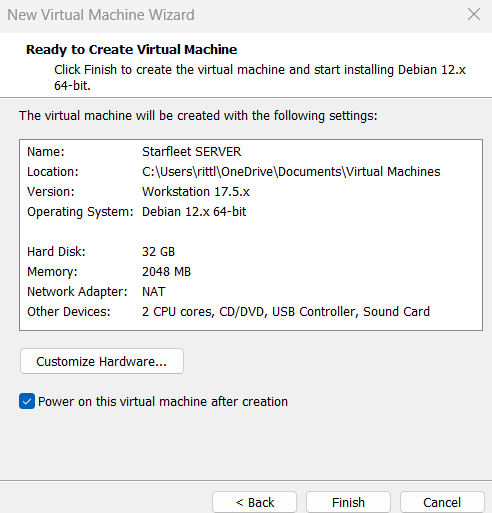 New Virtual Machine Wizard
Ready to Create Virtual Machine
Click Finish to create the virtual machine and start installing Debian 12.x
64-bit.
The virtual machine will be created with the following settings:
Name: Starfleet SERVER
Location: C:\Users\rittl\OneDrive\Documents\Virtual Machines
Version: Workstation 17.5.x
Operating System: Debian 12.x 64-bit
Hard Disk: 32 GB
Memory: 2048 MB
Network Adapter: NAT
Other Devices: 2 CPU cores, CD/DVD, USB Controller, Sound Card
Customize Hardware...
Power on this virtual machine after creation
< Back Finish Cancel